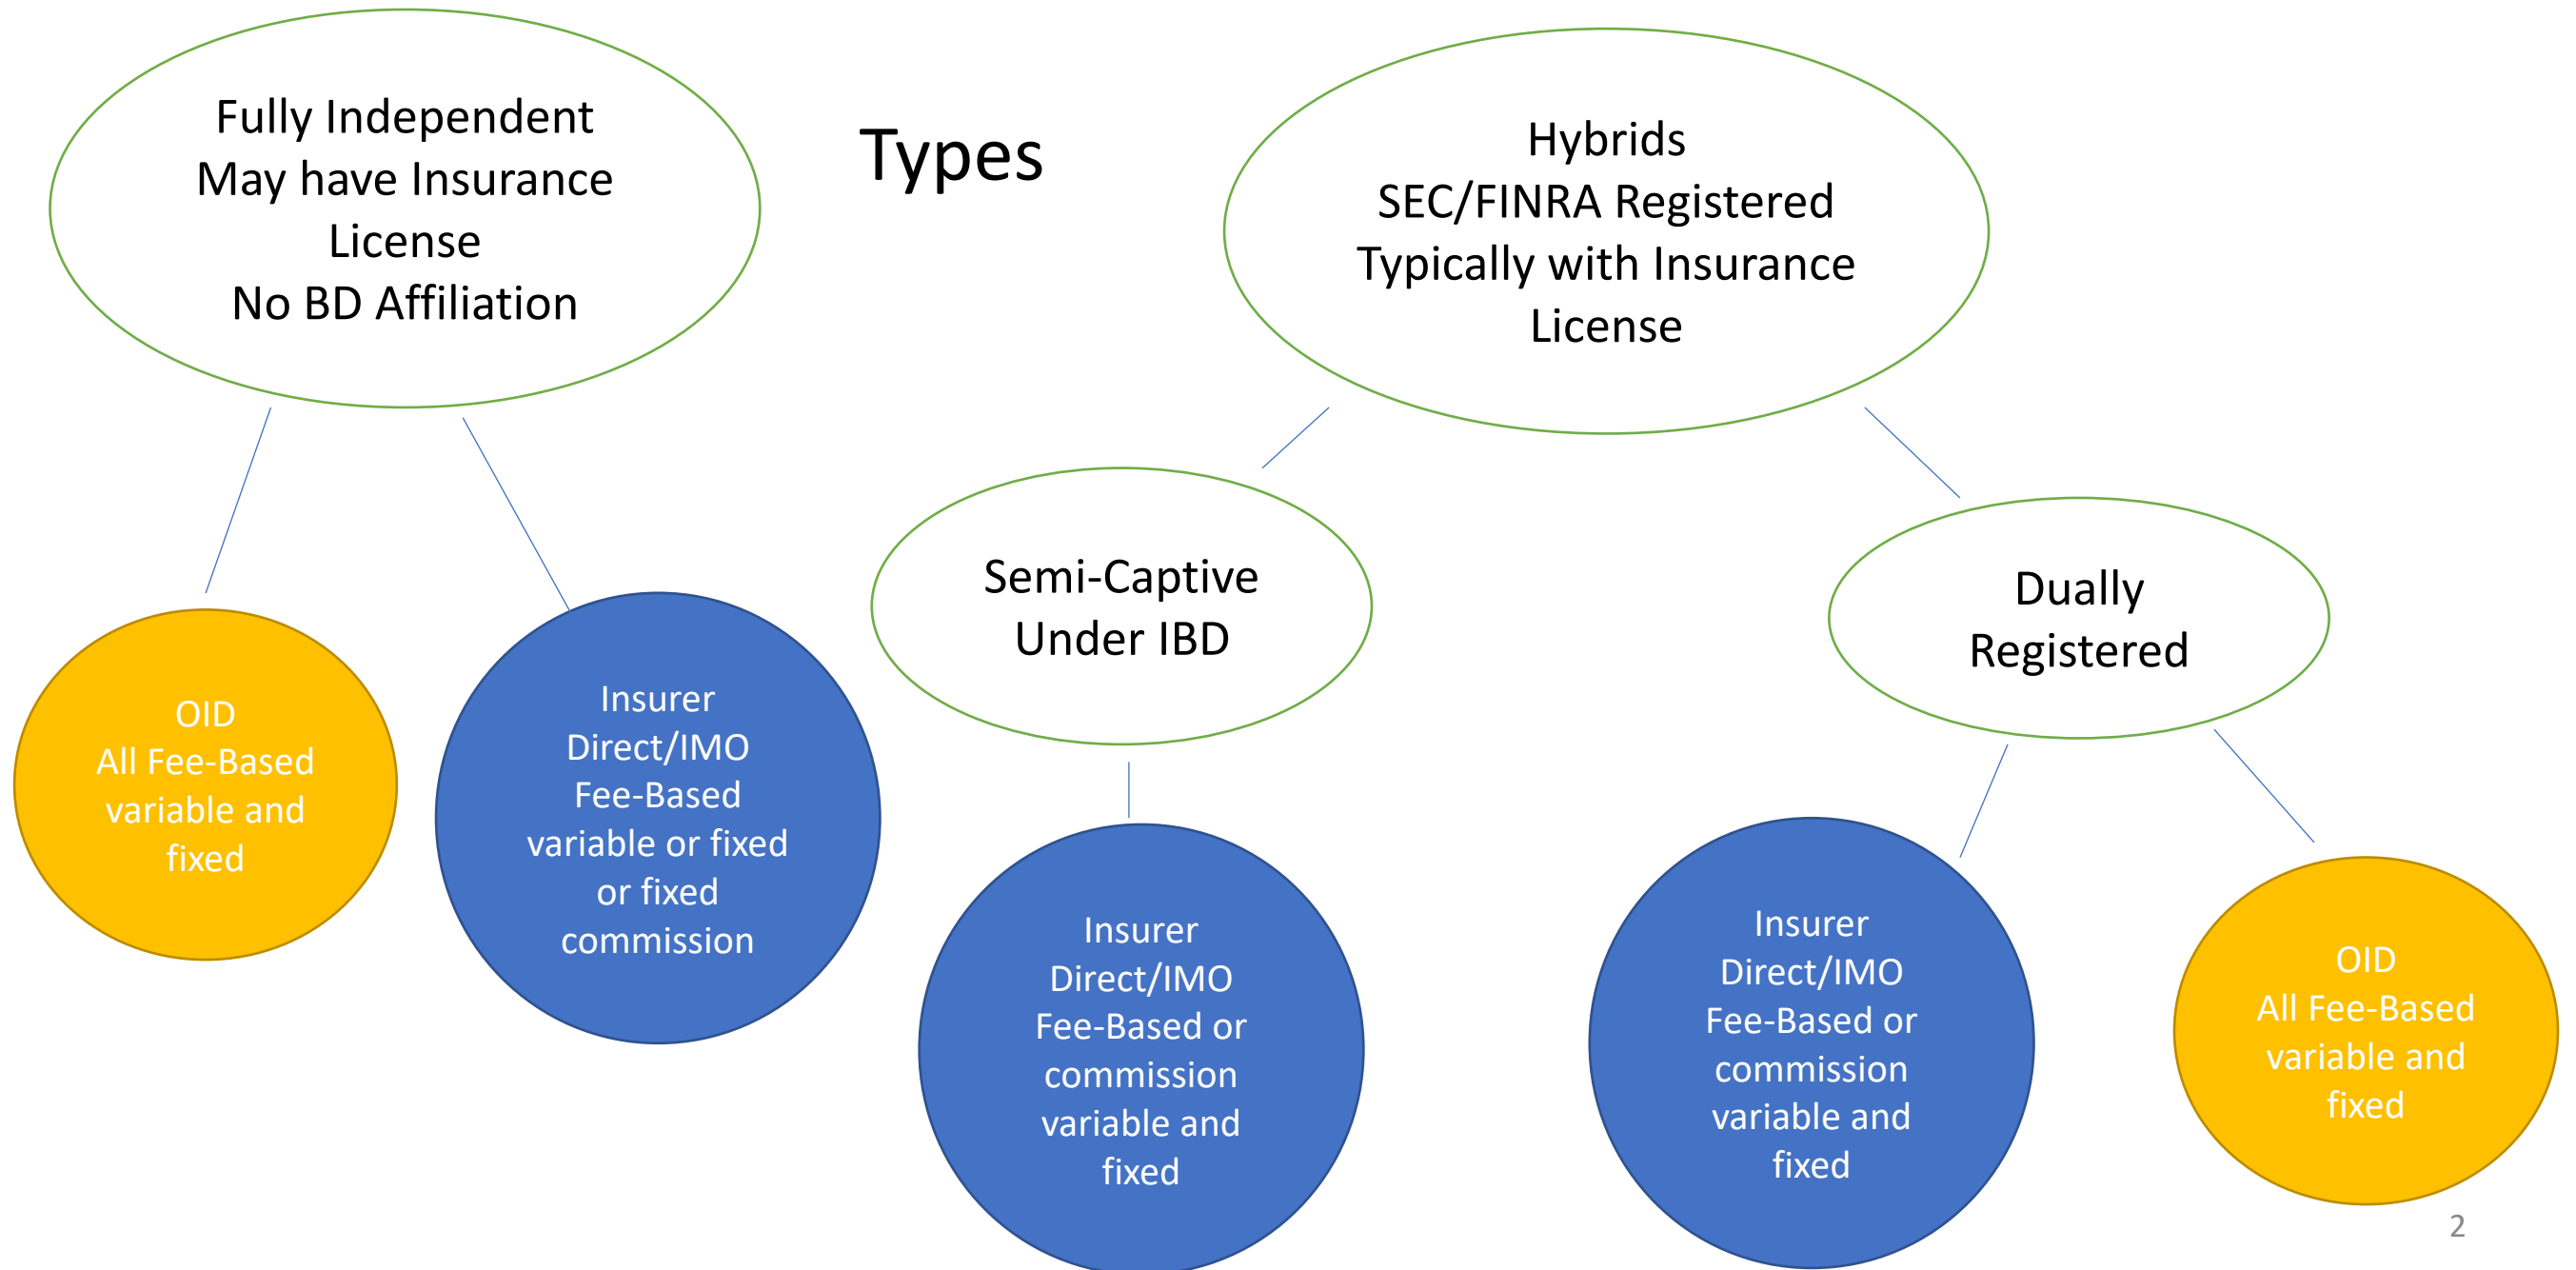 Types
Fully Independent
May have Insurance
License
No BD Affiliation
Hybrids
SEC/FINRA Registered
Typically with Insurance
License
Semi-Captive
Under IBD
Dually
Registered
OID
All Fee-Based
variable and
fixed
Insurer
Direct/IMO
Fee-Based
variable or fixed
or fixed
commission
Insurer
Direct/IMO
Fee-Based or
commission
variable and
fixed
Insurer
Direct/IMO
Fee-Based or
commission
variable and
fixed
OID
All Fee-Based
variable and
fixed
2